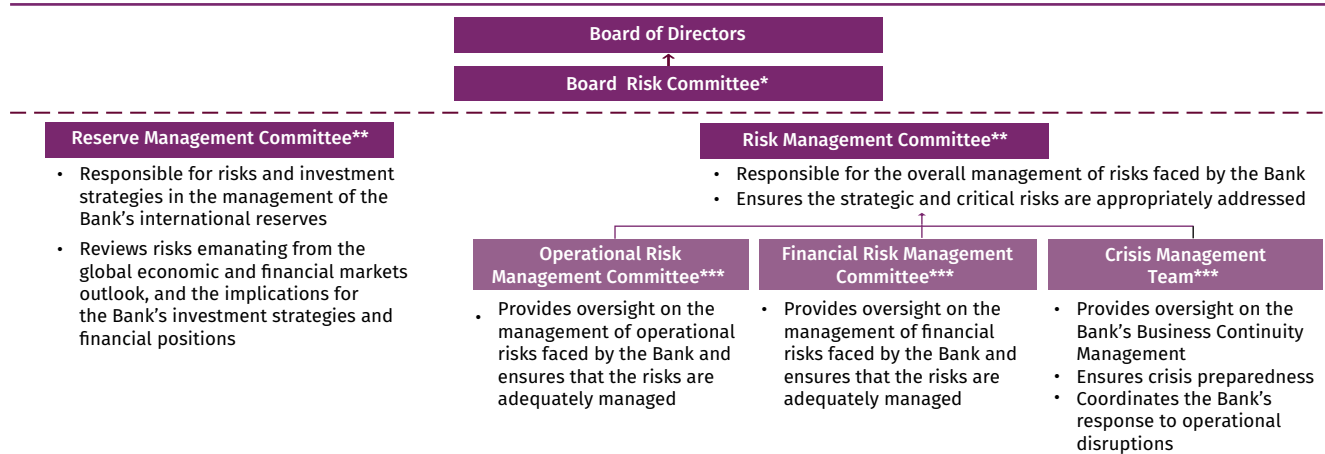 Board of Directors
Board Risk Committee*
Reserve Management Committee**
• Responsible for risks and investment
strategies in the management of the
Bank's international reserves
• Reviews risks emanating from the
global economic and financial markets
outlook, and the implications for
the Bank's investment strategies and
financial positions
Risk Management Committee**
• Responsible for the overall management of risks faced by the Bank
• Ensures the strategic and critical risks are appropriately addressed
Operational Risk
Management Committee***
• Provides oversight on the
management of operational
risks faced by the Bank and
ensures that the risks are
adequately managed
Financial Risk Management
Committee***
• Provides oversight on the
management of financial
risks faced by the Bank and
ensures that the risks are
adequately managed
Crisis Management
Team***
• Provides oversight on the
Bank's Business Continuity
Management
• Ensures crisis preparedness
• Coordinates the Bank's
response to operational
disruptions